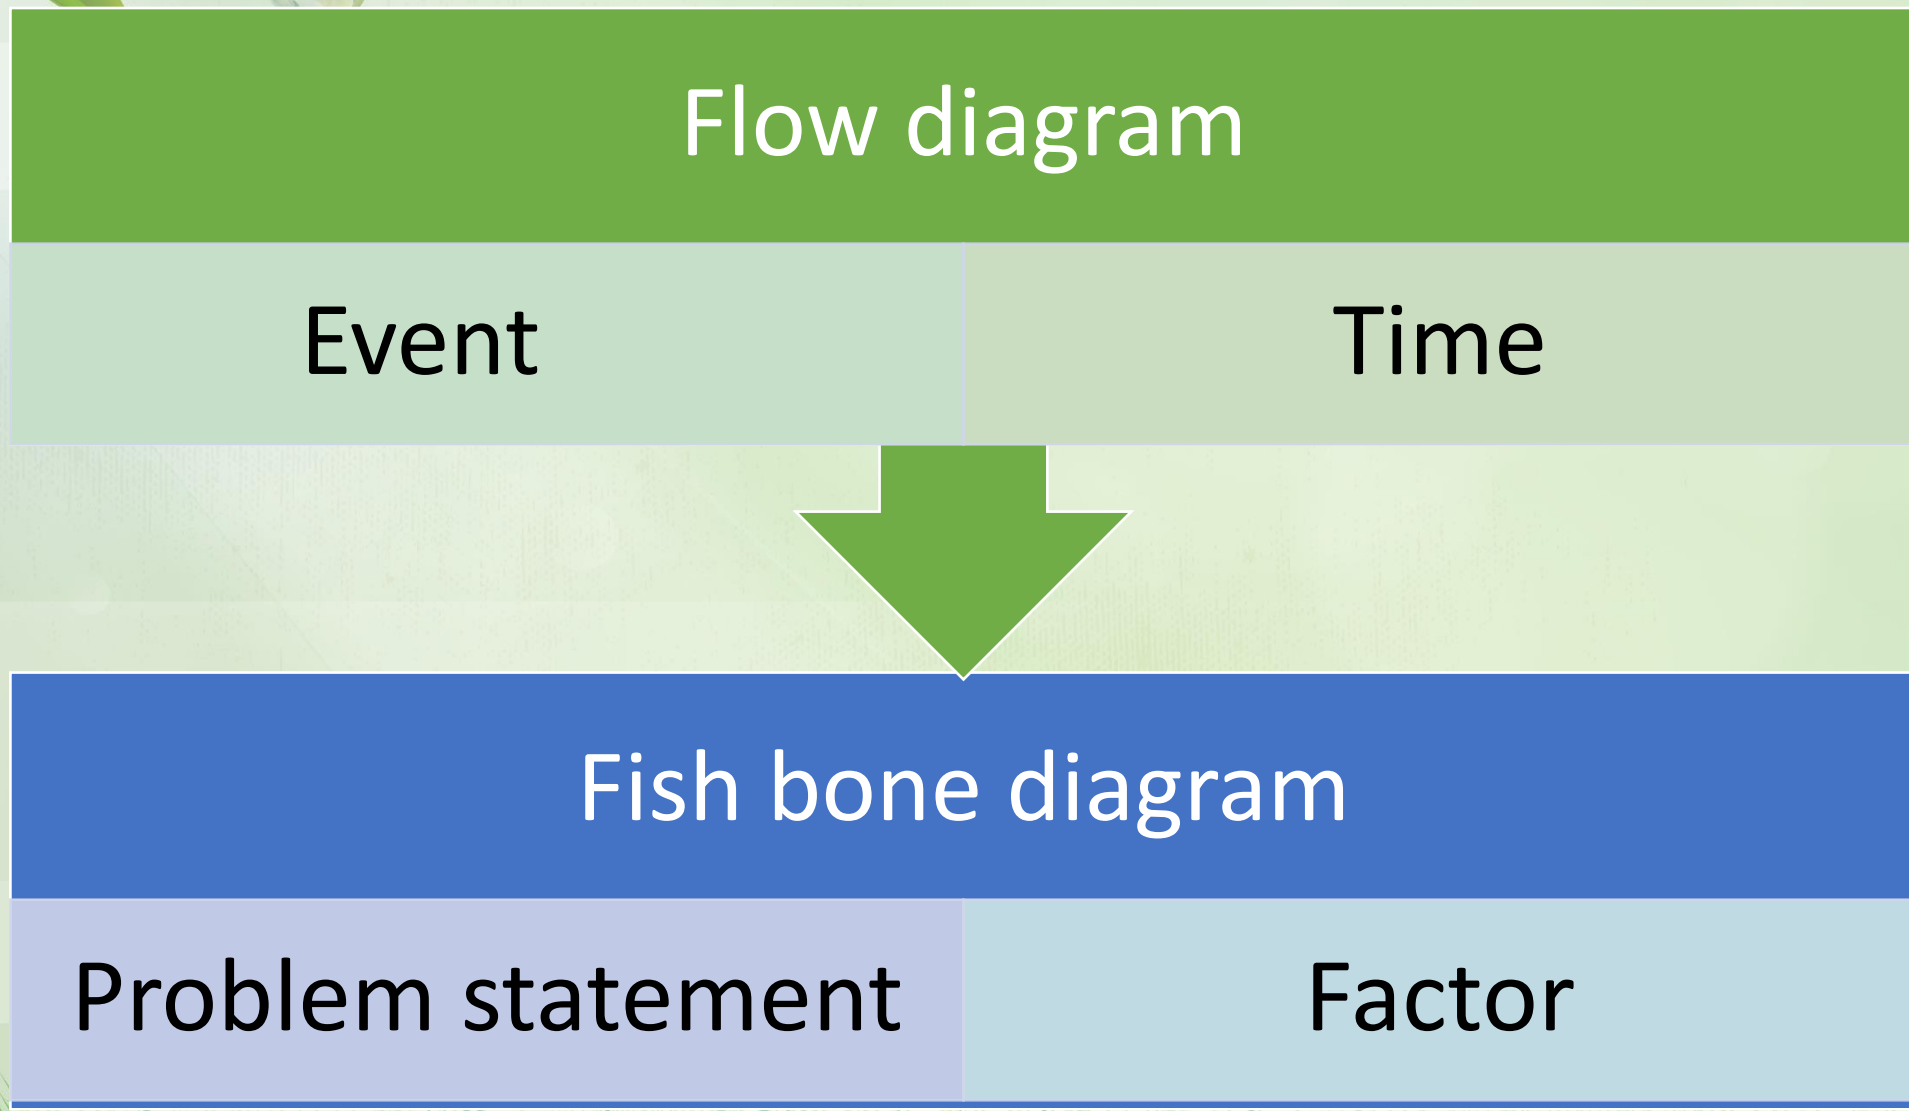 Flow diagram
Event
Time
Fish bone diagram
Problem statement
Factor